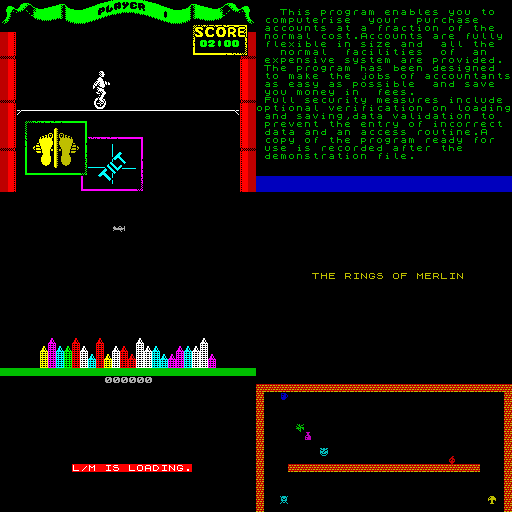 PLAYER 1
SCORE
02:00
TILT
This program enables you to
computerise your purchase
accounts at a fraction of the
normal cost.Accounts are fully
flexible in size and all the
normal facilities of an
expensive system are provided.
The program has been designed
to make the jobs of accountants
as easy as possible and save
you money in fees.
Full security measures include
optional verification on loading
and saving,data validation to
prevent the entry of incorrect
data and an access routine.A
copy of the program ready for
use is recorded after the
demonstration file.
000000
THE RINGS OF MERLIN
L/M IS LOADING.